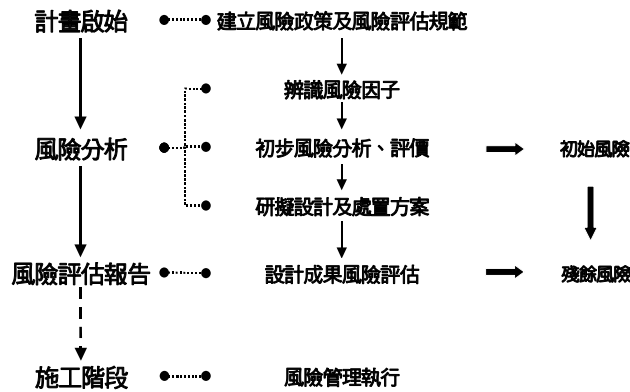 計畫啟始
建立風險政策及風險評估規範
辨識風險因子
風險分析
初步風險分析、評價
初始風險
研擬設計及處置方案
風險評估報告
設計成果風險評估
殘餘風險
施工階段
風險管理執行